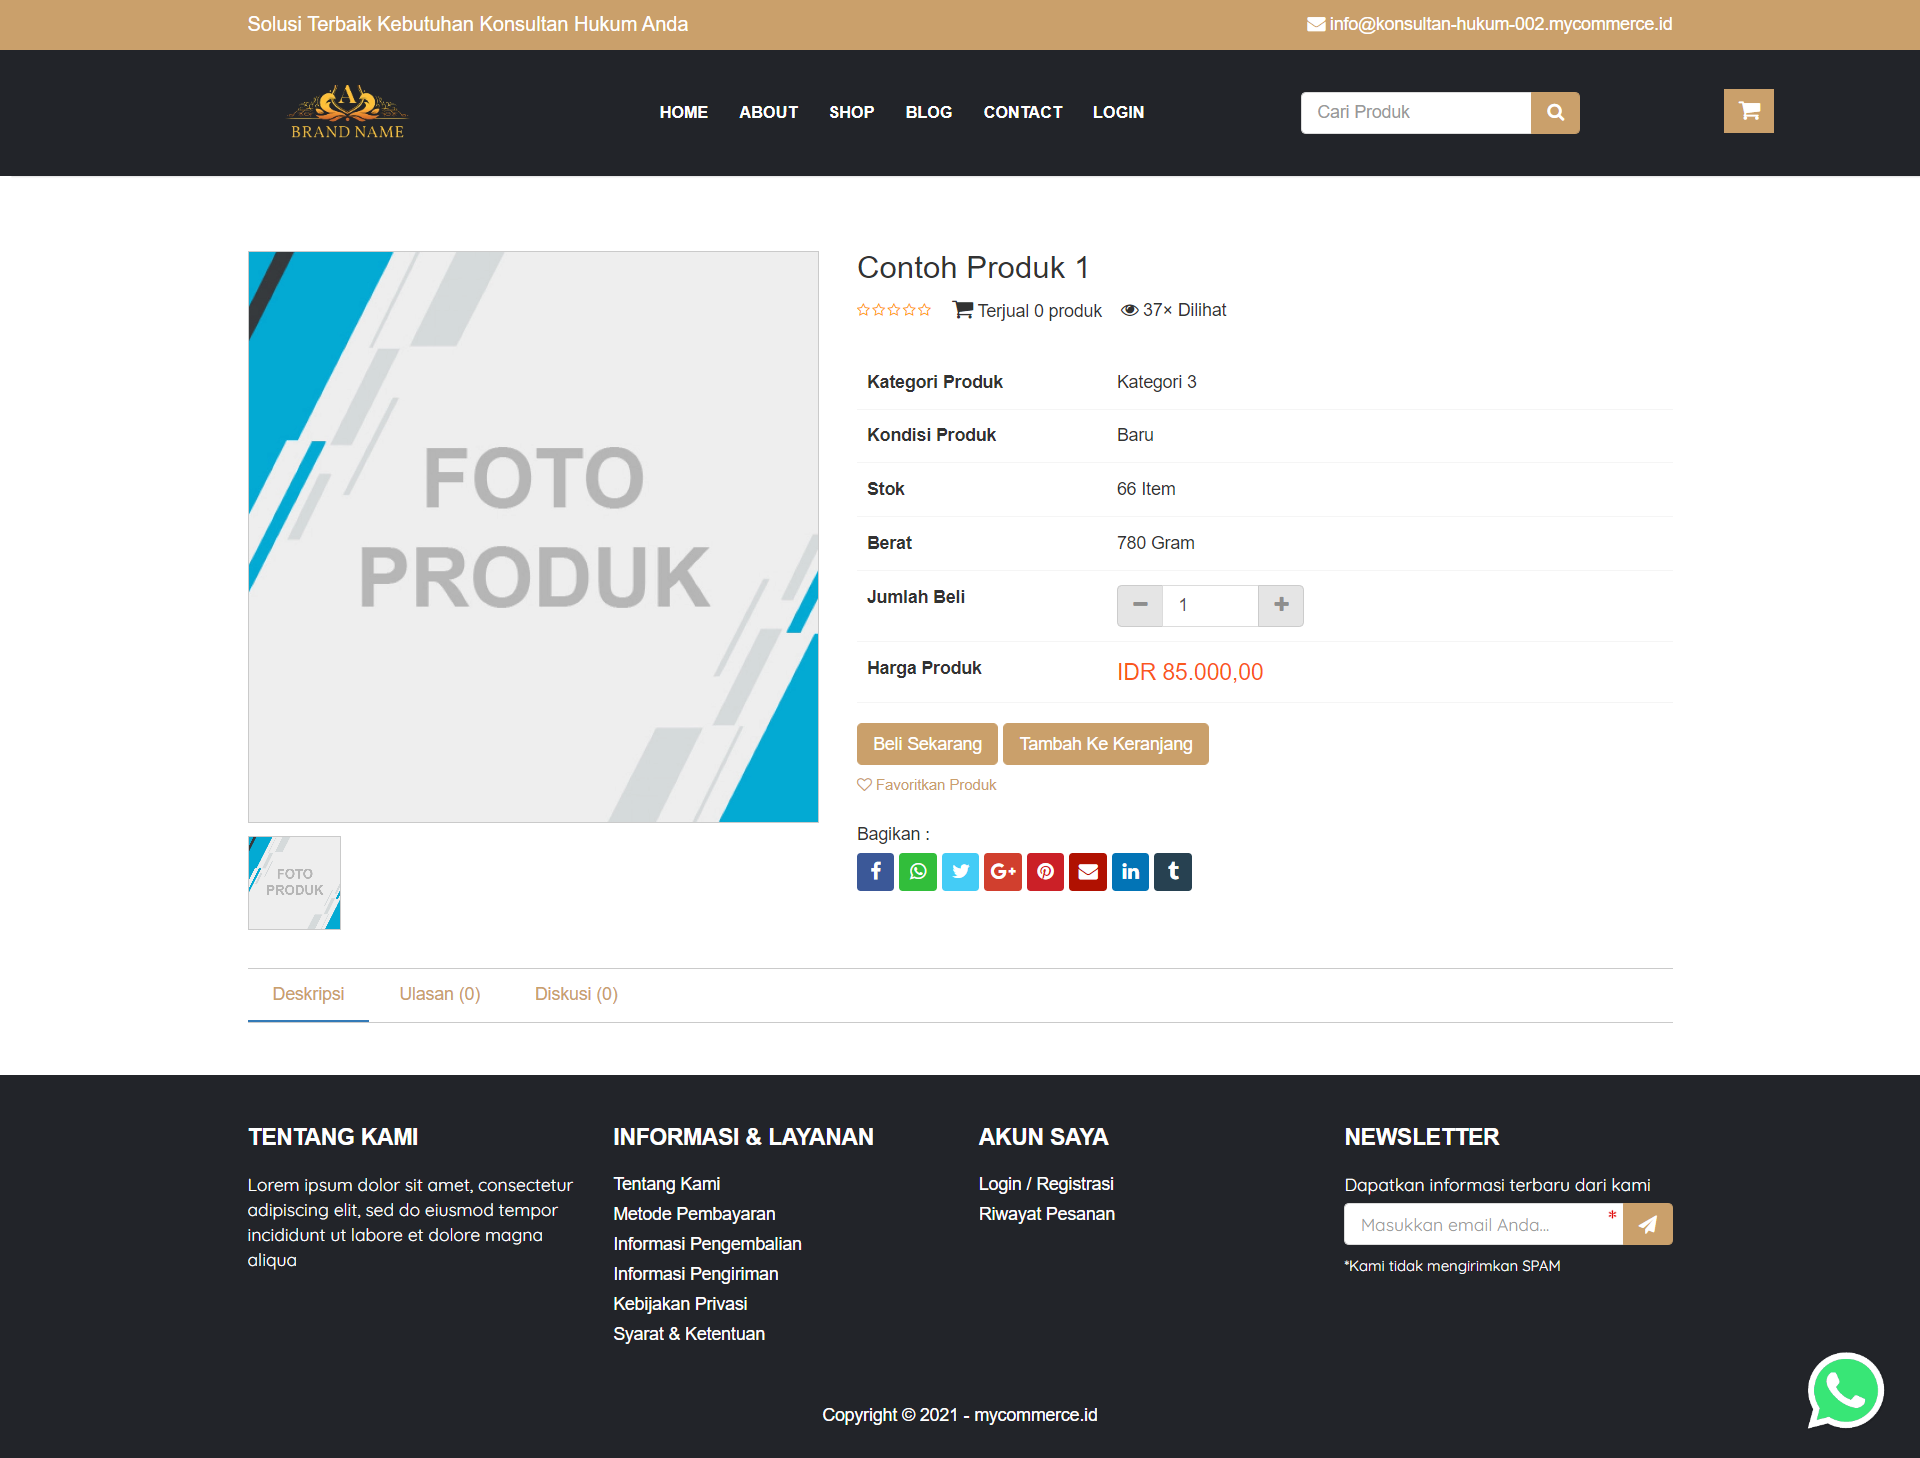 Solusi Terbaik Kebutuhan Konsultan Hukum Anda
info@konsultan-hukum-002.mycommerce.id
A
BRAND NAME
HOME ABOUT SHOP BLOG CONTACT LOGIN
Cari Produk
FOTO
PRODUK
FOTO
PRODUK
Contoh Produk 1
Terjual 0 produk 37× Dilihat
Kategori Produk Kategori 3
Kondisi Produk Baru
Stok 66 Item
Berat 780 Gram
Jumlah Beli 1
Harga Produk IDR 85.000,00
Beli Sekarang Tambah Ke Keranjang
Favoritkan Produk
Bagikan :
Deskripsi Ulasan (0) Diskusi (0)
TENTANG KAMI
Lorem ipsum dolor sit amet, consectetur
adipiscing elit, sed do eiusmod tempor
incididunt ut labore et dolore magna
aliqua
INFORMASI & LAYANAN
Tentang Kami
Metode Pembayaran
Informasi Pengembalian
Informasi Pengiriman
Kebijakan Privasi
Syarat & Ketentuan
AKUN SAYA
Login / Registrasi
Riwayat Pesanan
NEWSLETTER
Dapatkan informasi terbaru dari kami
Masukkan email Anda... *
*Kami tidak mengirimkan SPAM
Copyright © 2021 - mycommerce.id